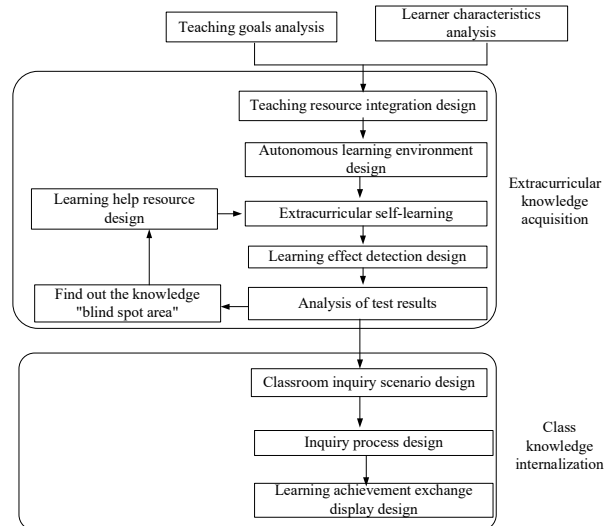 Teaching goals analysis
Learner characteristics
analysis
Teaching resource integration design
Autonomous learning environment
design
Learning help resource
design
Extracurricular self-learning
Extracurricular
knowledge
acquisition
Learning effect detection design
Find out the knowledge
"blind spot area"
Analysis of test results
Classroom inquiry scenario design
Inquiry process design
Class
knowledge
internalization
Learning achievement exchange
display design